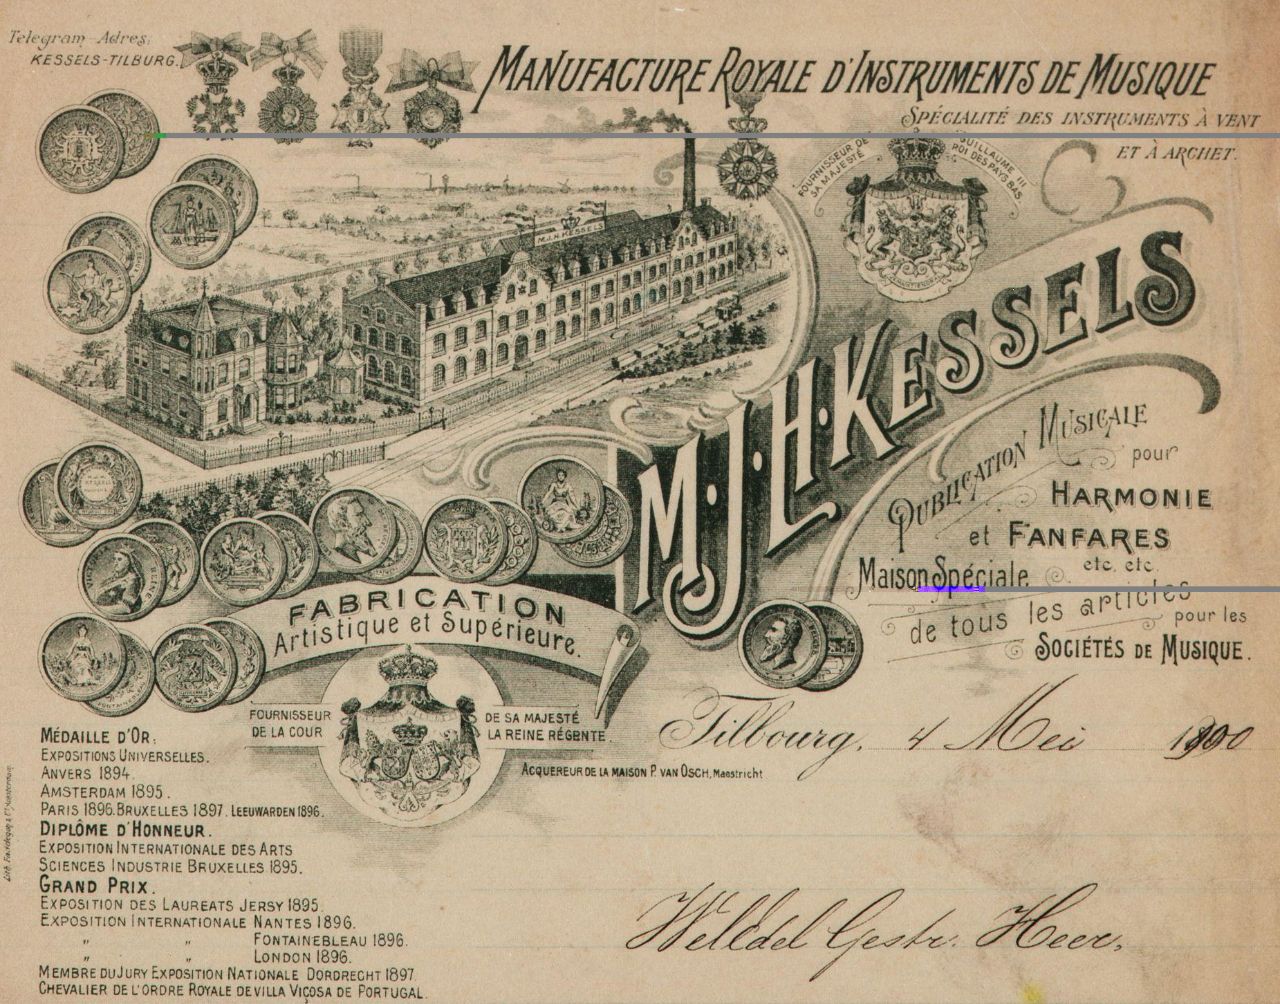 Telegram-Adres:
KESSELS-TILBURG.
MANUFACTURE ROYALE D'INSTRUMENTS DE MUSIQUE
SPÉCIALITÉ DES INSTRUMENTS À VENT
ET À ARCHET.
FOURNISSEUR DE
SA MAJESTÉ
GUILLAUME III
ROI DES PAYS BAS
M.J.H. KESSELS
M.J.H. KESSELS
PUBLICATION MUSICALE
pour
HARMONIE
et FANFARES
etc. etc.
Maison Spéciale
de tous les articles
pour les
SOCIÉTÉS DE MUSIQUE.
FABRICATION
Artistique et Supérieure.
FOURNISSEUR
DE LA COUR
DE SA MAJESTÉ
LA REINE RÉGENTE
ACQUEREUR DE LA MAISON P. VAN OSCH, Maestricht
Tilbourg, 4 Mei 1900
MÉDAILLE D'OR:
EXPOSITIONS UNIVERSELLES.
ANVERS 1894.
AMSTERDAM 1895.
PARIS 1896. BRUXELLES 1897. LEEUWARDEN 1896.
DIPLÔME D'HONNEUR.
EXPOSITION INTERNATIONALE DES ARTS
SCIENCES INDUSTRIE BRUXELLES 1895.
GRAND PRIX.
EXPOSITION DES LAUREATS JERSY 1895.
EXPOSITION INTERNATIONALE NANTES 1896.
" " FONTAINEBLEAU 1896.
" " LONDON 1896.
MEMBRE DU JURY EXPOSITION NATIONALE DORDRECHT 1897.
CHEVALIER DE L'ORDRE ROYALE DE VILLA VIÇOSA DE PORTUGAL.
Weledel Gestr. Heer,